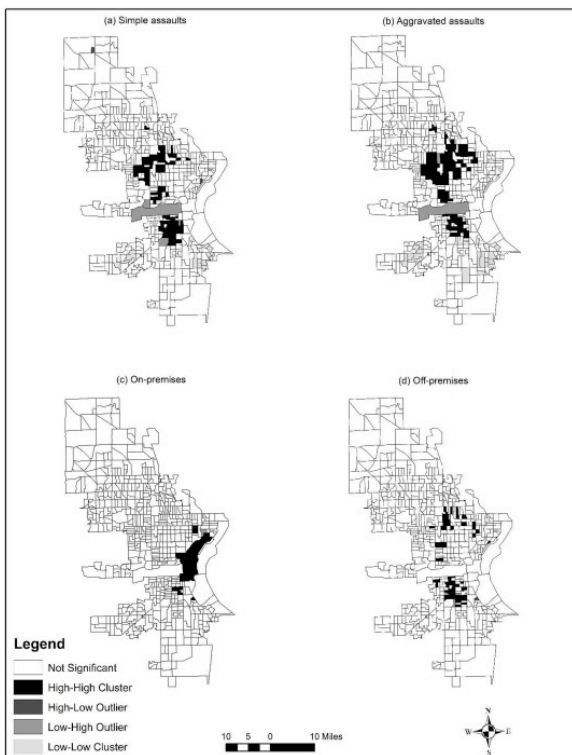 (a) Simple assaults
(b) Aggravated assaults
(c) On-premises
(d) Off-premises
Legend
Not Significant
High-High Cluster
High-Low Outlier
Low-High Outlier
Low-Low Cluster
10 5 0 10 Miles
N
W E
S